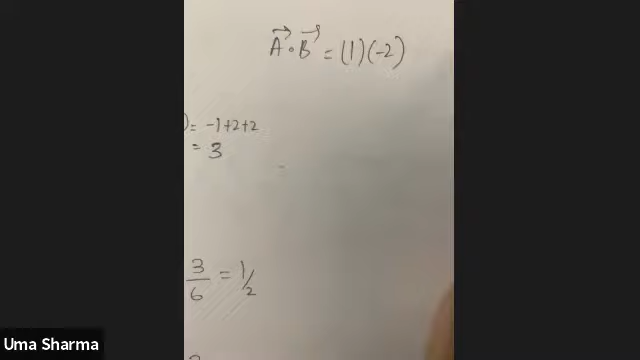 A⃗ · B⃗ = (1)(-2)
) = -1+2+2
= 3
3/6 = 1/2
Uma Sharma